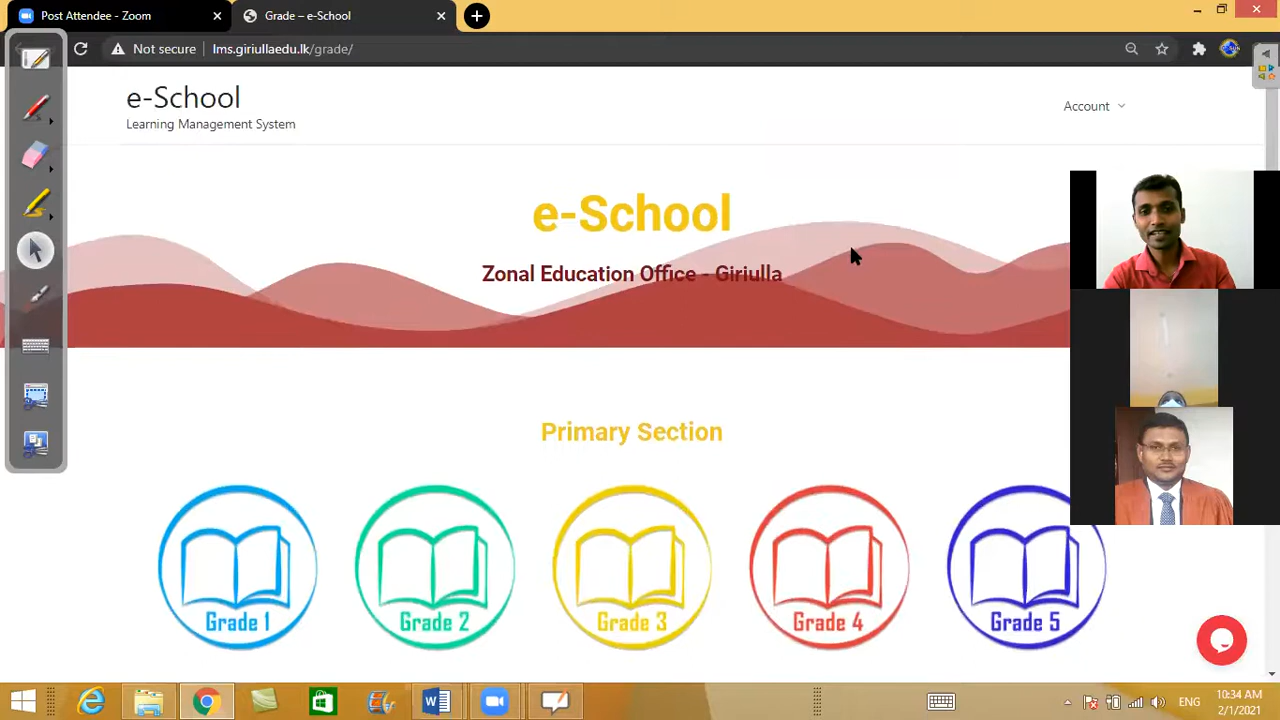 Post Attendee - Zoom
Grade – e-School
Not secure
lms.giriullaedu.lk/grade/
e-School
Learning Management System
Account
e-School
Zonal Education Office - Giriulla
Primary Section
Grade 1
Grade 2
Grade 3
Grade 4
Grade 5
ENG
10:34 AM
2/1/2021